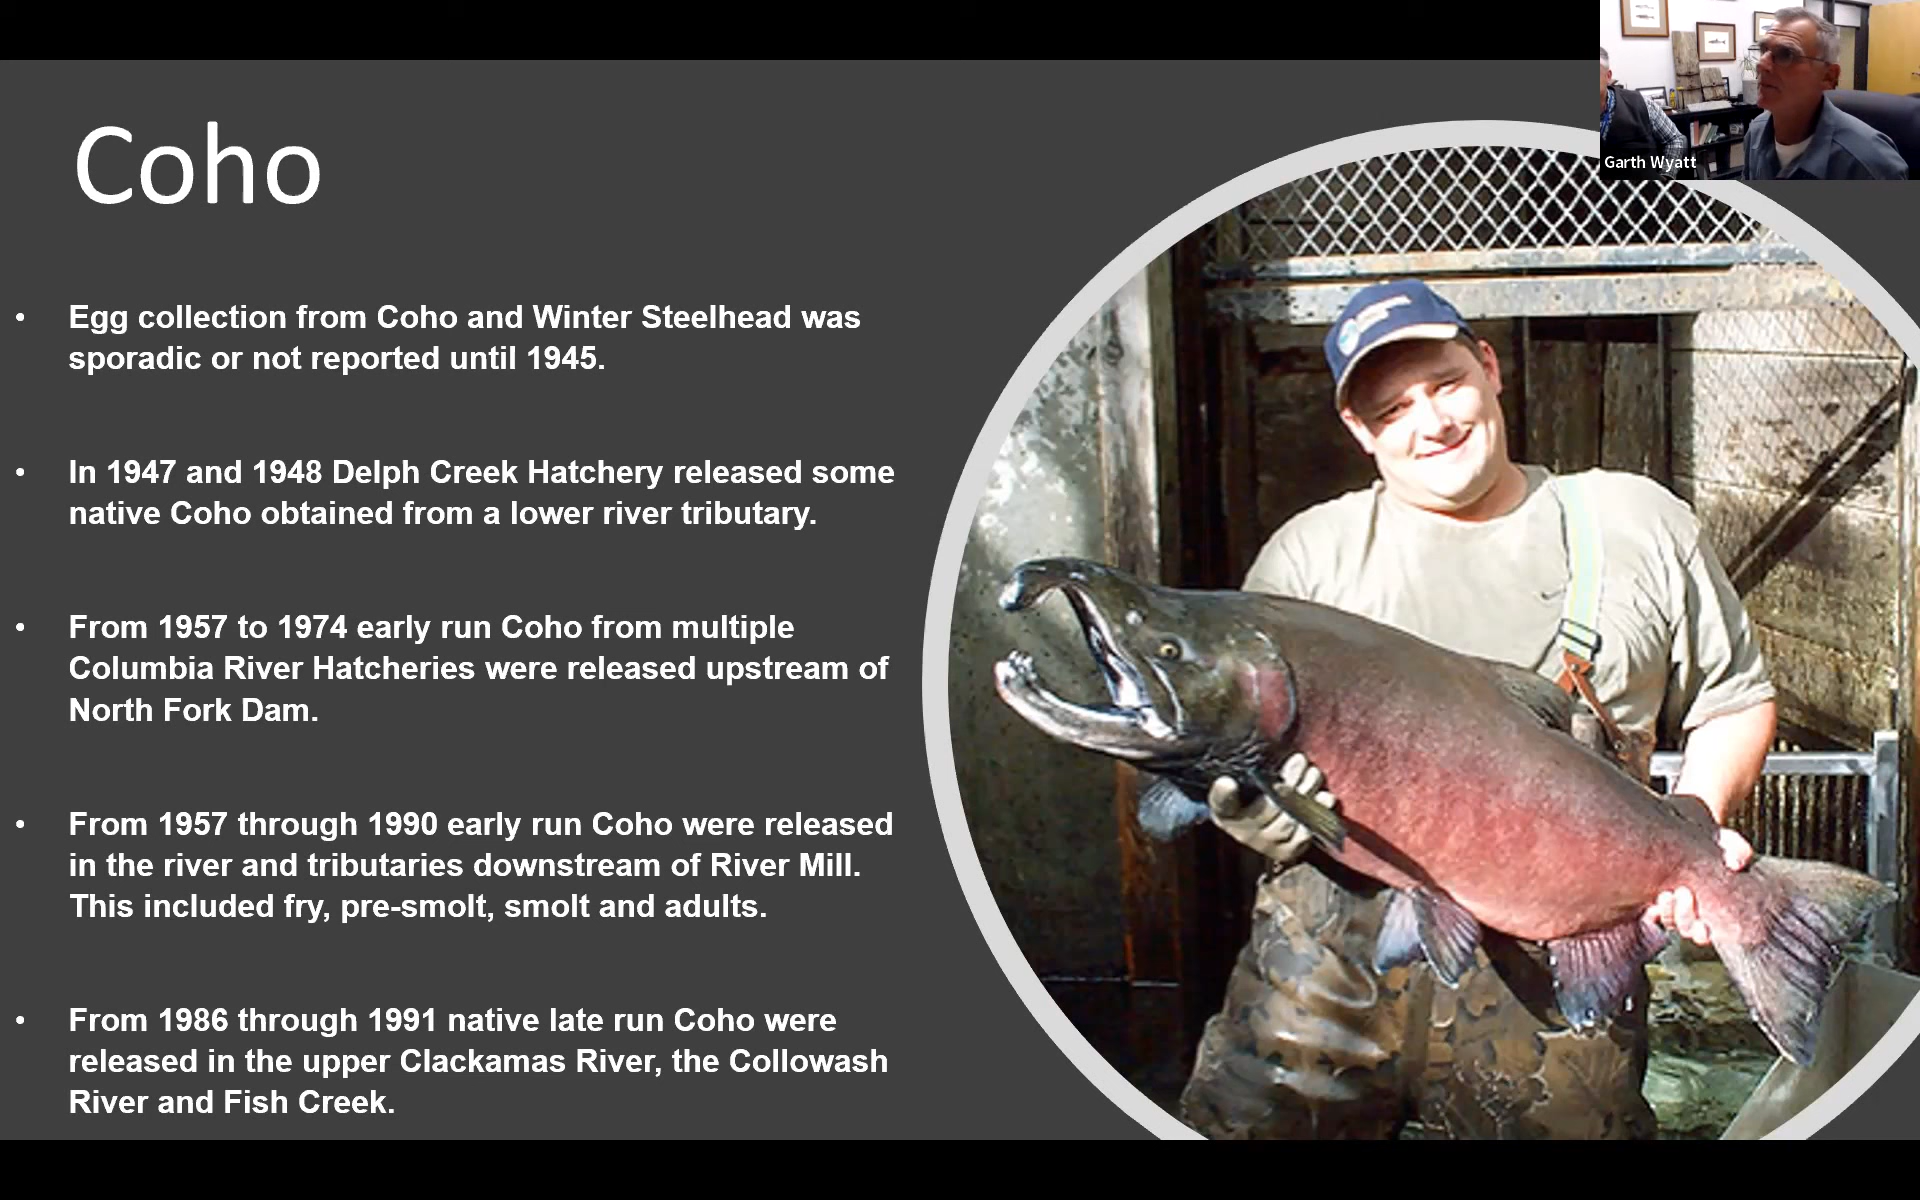 Coho
Garth Wyatt
• Egg collection from Coho and Winter Steelhead was
sporadic or not reported until 1945.
• In 1947 and 1948 Delph Creek Hatchery released some
native Coho obtained from a lower river tributary.
• From 1957 to 1974 early run Coho from multiple
Columbia River Hatcheries were released upstream of
North Fork Dam.
• From 1957 through 1990 early run Coho were released
in the river and tributaries downstream of River Mill.
This included fry, pre-smolt, smolt and adults.
• From 1986 through 1991 native late run Coho were
released in the upper Clackamas River, the Collowash
River and Fish Creek.